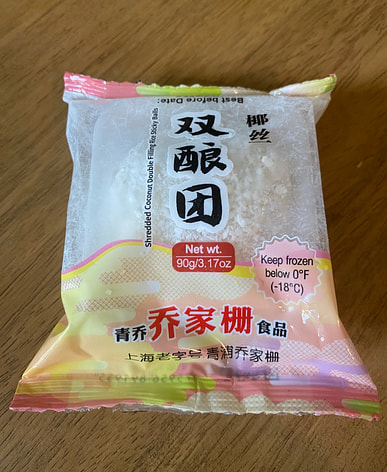 Best before Date:
椰丝
双酿团
Shredded Coconut Double Filling Rice Sticky Balls
Net wt.
90g/3.17oz
Keep frozen
below 0°F
(-18°C)
青乔 乔家栅 食品
上海老字号 青浦乔家栅